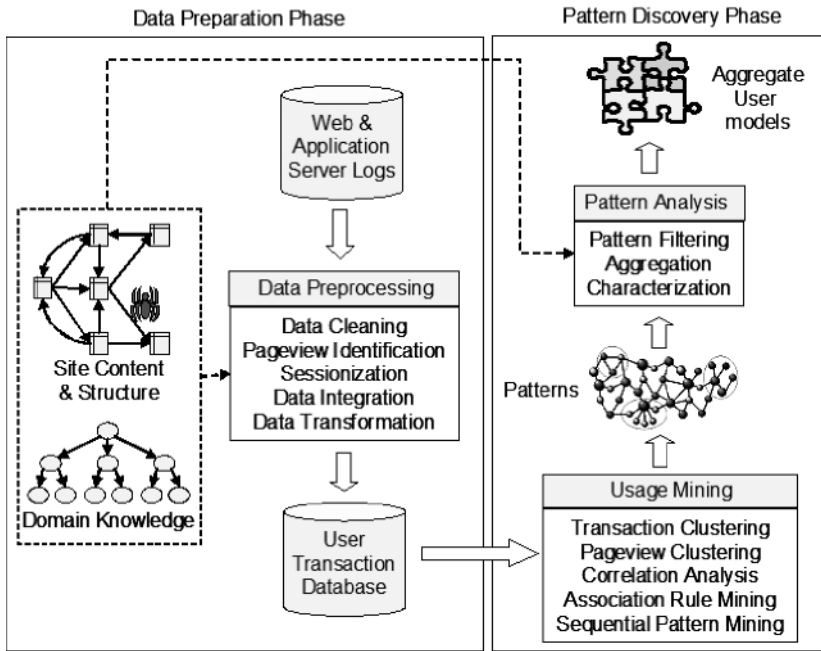 Data Preparation Phase
Web &
Application
Server Logs
Data Preprocessing
Data Cleaning
Pageview Identification
Sessionization
Data Integration
Data Transformation
Site Content
& Structure
Domain Knowledge
User
Transaction
Database
Pattern Discovery Phase
Aggregate
User
models
Pattern Analysis
Pattern Filtering
Aggregation
Characterization
Patterns
Usage Mining
Transaction Clustering
Pageview Clustering
Correlation Analysis
Association Rule Mining
Sequential Pattern Mining